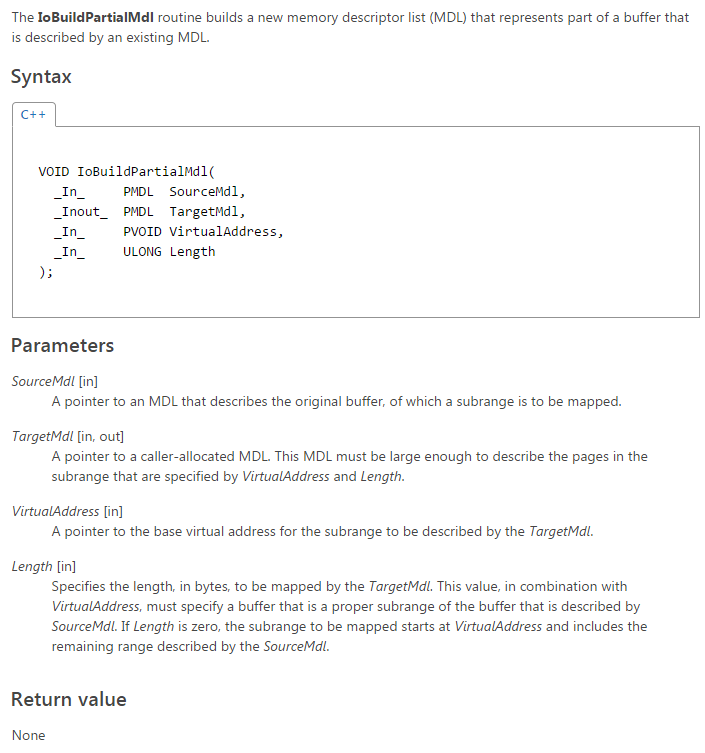 The IoBuildPartialMdl routine builds a new memory descriptor list (MDL) that represents part of a buffer that
is described by an existing MDL.
Syntax
C++
VOID IoBuildPartialMdl(
  _In_    PMDL  SourceMdl,
  _Inout_ PMDL  TargetMdl,
  _In_    PVOID VirtualAddress,
  _In_    ULONG Length
);
Parameters
SourceMdl [in]
A pointer to an MDL that describes the original buffer, of which a subrange is to be mapped.
TargetMdl [in, out]
A pointer to a caller-allocated MDL. This MDL must be large enough to describe the pages in the
subrange that are specified by VirtualAddress and Length.
VirtualAddress [in]
A pointer to the base virtual address for the subrange to be described by the TargetMdl.
Length [in]
Specifies the length, in bytes, to be mapped by the TargetMdl. This value, in combination with
VirtualAddress, must specify a buffer that is a proper subrange of the buffer that is described by
SourceMdl. If Length is zero, the subrange to be mapped starts at VirtualAddress and includes the
remaining range described by the SourceMdl.
Return value
None